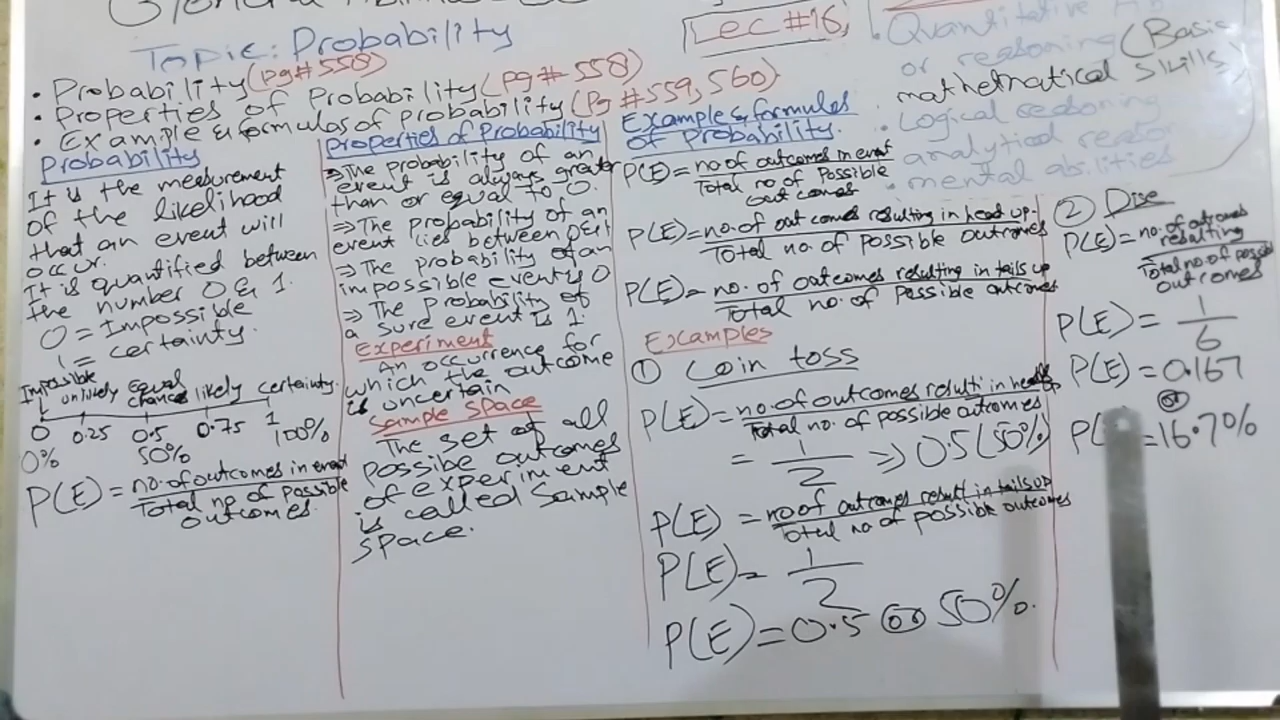 Topic: Probability
Lec #16
• Probability (pg# 558)
• Properties of Probability (pg# 558)
• Example & formulas of probability (Pg #559, 560)
• Quantitative
or reasoning (Basic
mathematical skills)
• Logical reasoning
analytical
• mental abilities
Probability
It is the measurement
of the likelihood
that an event will
occur.
It is quantified between
the number 0 & 1.
0 = Impossible
1 = certainty.
Impossible unlikely Equal chance likely certainty.
0 0.25 0.5 0.75 1
0% 50% 100%
P(E) = no. of outcomes in event
Total no of Possible
outcomes.
properties of Probability
⇒ The probability of an
event is always greater
than or equal to 0.
⇒ The probability of an
event lies between 0 & 1
⇒ The probability of an
impossible event is 0
⇒ The probability of
a sure event is 1.
Experiment
An occurrence for
which the outcome
is uncertain
Sample Space
The set of all
possibe outcomes
of experiment
is called Sample
Space.
Example & formulas
of Probability.
P(E) = no of outcomes in event
Total no of Possible
out comes
P(E) = no. of out comes resulting in head up.
Total no. of possible outcomes
P(E) = no. of outcomes resulting in tails up
Total no. of Possible outcomes
Examples
① Coin toss
P(E) = no. of outcomes resulti in heads up
Total no. of possible outcomes
= 1/2 ⇒ 0.5 (50%)
P(E) = no of outcomes result in tails up
Total no of possible outcomes
P(E) = 1/2
P(E) = 0.5 or 50%.
② Dise
P(E) = no. of outcomes
resulting
Total no. of possible
outcomes
P(E) = 1/6
P(E) = 0.167
or
= 16.7%